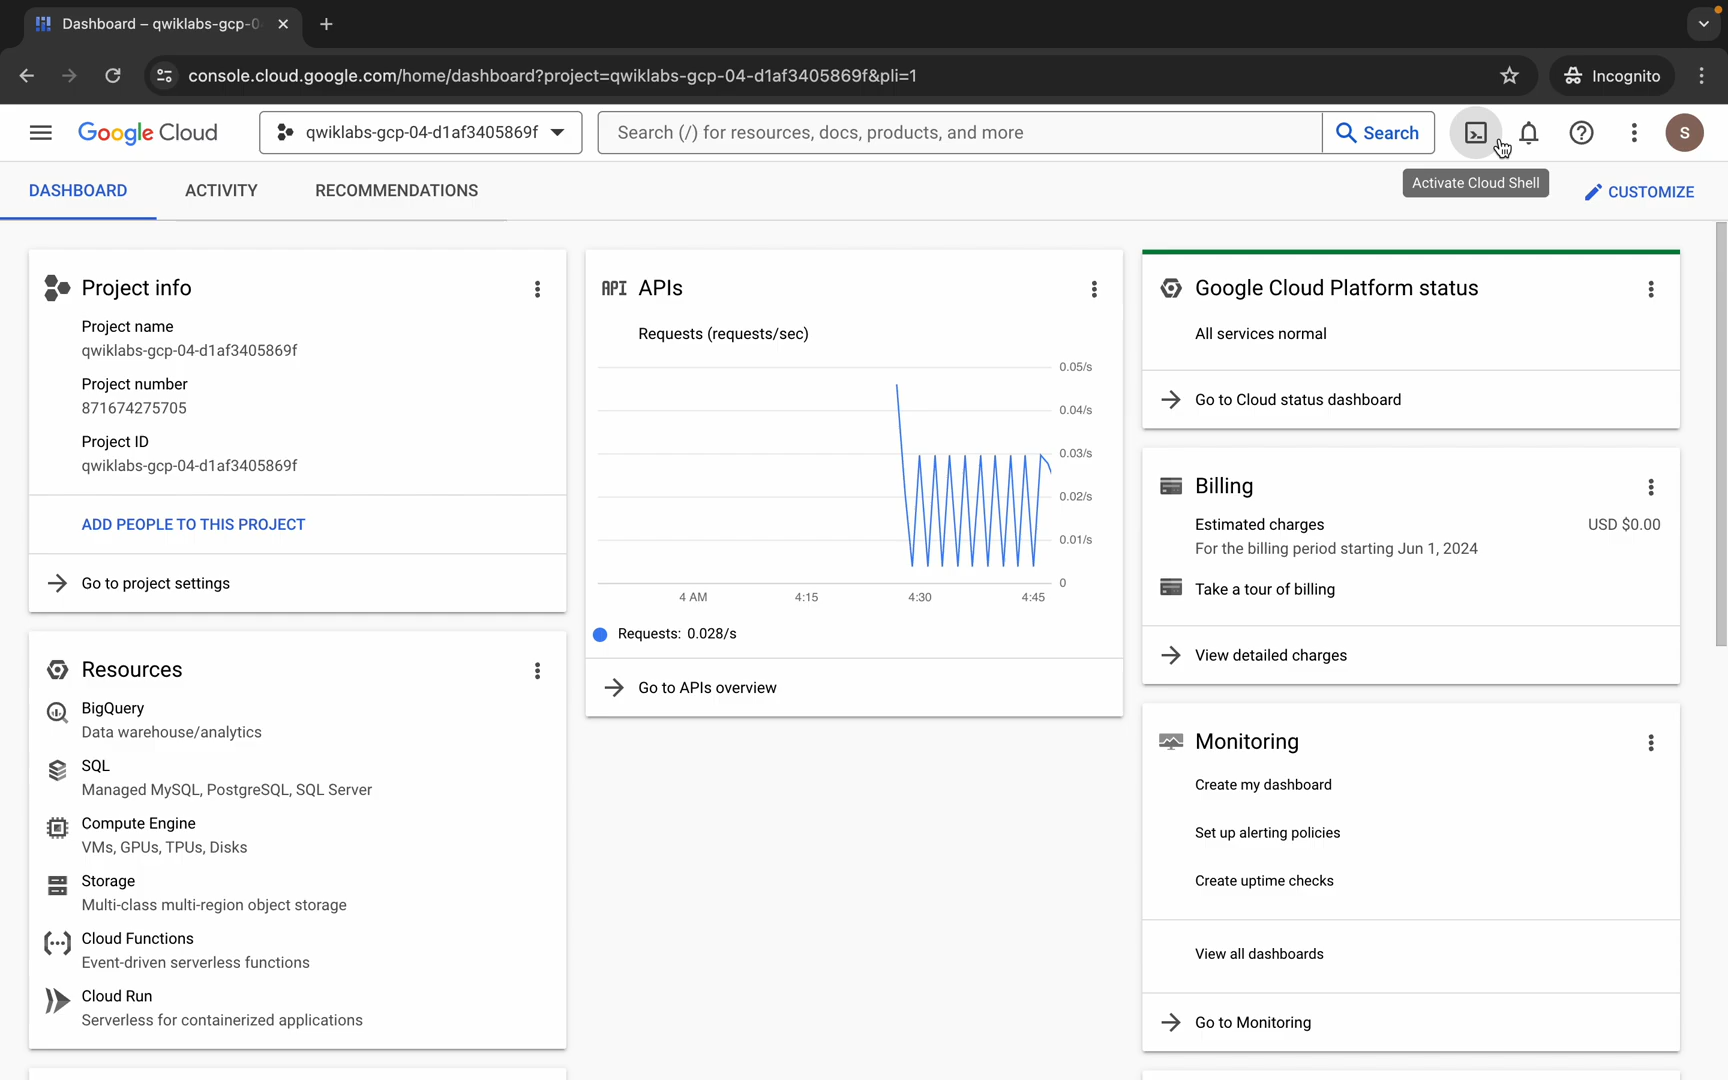 Dashboard – qwiklabs-gcp-0
console.cloud.google.com/home/dashboard?project=qwiklabs-gcp-04-d1af3405869f&pli=1
Incognito
Google Cloud
qwiklabs-gcp-04-d1af3405869f
Search (/) for resources, docs, products, and more
Search
S
DASHBOARD
ACTIVITY
RECOMMENDATIONS
Activate Cloud Shell
CUSTOMIZE
Project info
Project name
qwiklabs-gcp-04-d1af3405869f
Project number
871674275705
Project ID
qwiklabs-gcp-04-d1af3405869f
ADD PEOPLE TO THIS PROJECT
Go to project settings
Resources
BigQuery
Data warehouse/analytics
SQL
Managed MySQL, PostgreSQL, SQL Server
Compute Engine
VMs, GPUs, TPUs, Disks
Storage
Multi-class multi-region object storage
Cloud Functions
Event-driven serverless functions
Cloud Run
Serverless for containerized applications
API APIs
Requests (requests/sec)
0.05/s
0.04/s
0.03/s
0.02/s
0.01/s
0
4 AM 4:15 4:30 4:45
Requests: 0.028/s
Go to APIs overview
Google Cloud Platform status
All services normal
Go to Cloud status dashboard
Billing
Estimated charges USD $0.00
For the billing period starting Jun 1, 2024
Take a tour of billing
View detailed charges
Monitoring
Create my dashboard
Set up alerting policies
Create uptime checks
View all dashboards
Go to Monitoring